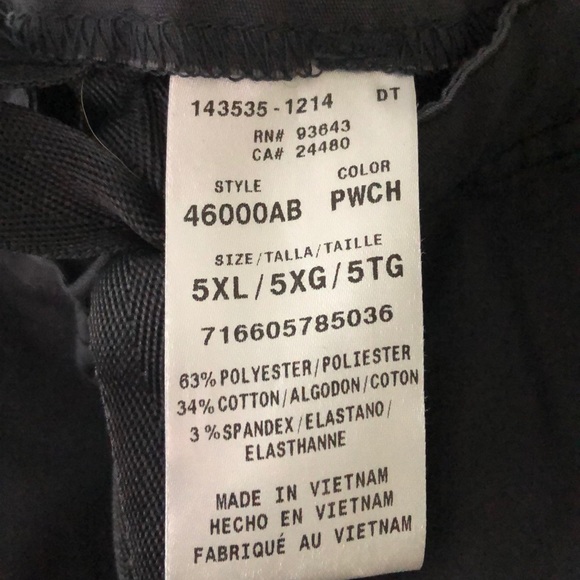 143535-1214 DT
RN# 93643
CA# 24480
STYLE COLOR
46000AB PWCH
SIZE/TALLA/TAILLE
5XL/5XG/5TG
716605785036
63% POLYESTER/POLIESTER
34% COTTON/ALGODON/COTON
3 % SPANDEX/ELASTANO/
ELASTHANNE
MADE IN VIETNAM
HECHO EN VIETNAM
FABRIQUÉ AU VIETNAM